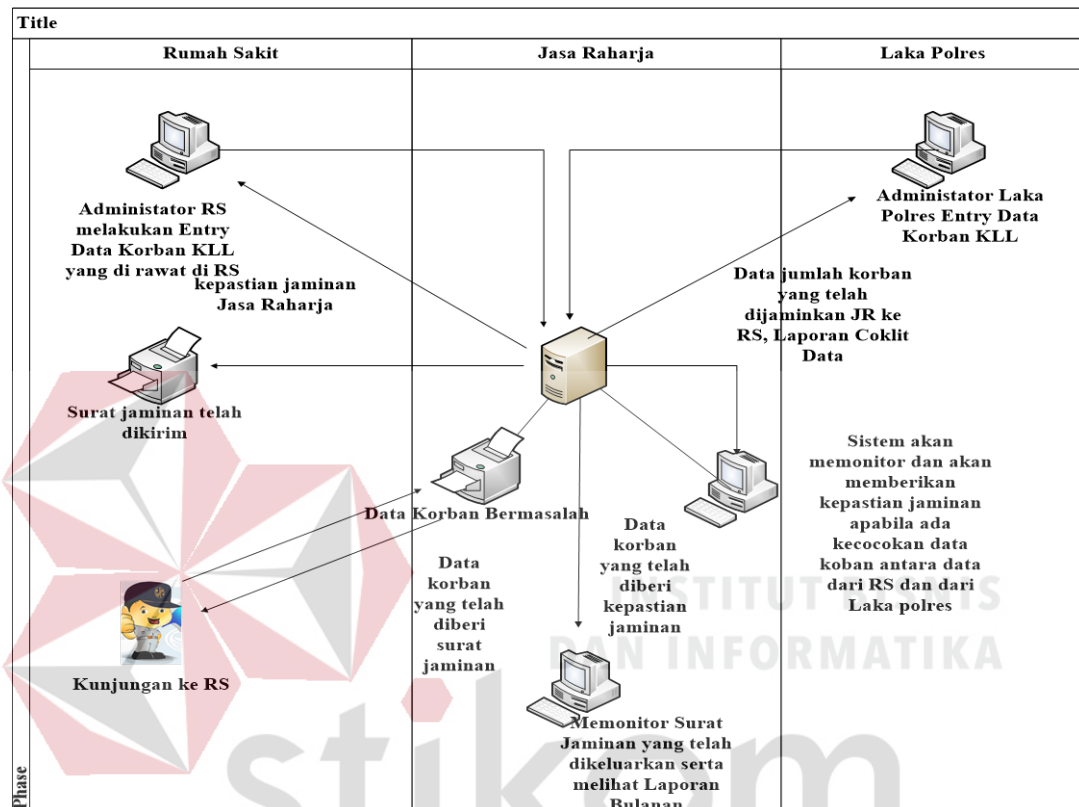 Title
Rumah Sakit
Jasa Raharja
Laka Polres
Administator RS
melakukan Entry
Data Korban KLL
yang di rawat di RS
kepastian jaminan
Jasa Raharja
Administator Laka
Polres Entry Data
Korban KLL
Data jumlah korban
yang telah
dijaminkan JR ke
RS, Laporan Coklit
Data
Surat jaminan telah
dikirim
Data Korban Bermasalah
Sistem akan
memonitor dan akan
memberikan
kepastian jaminan
apabila ada
kecocokan data
koban antara data
dari RS dan dari
Laka polres
Data
korban
yang telah
diberi
kepastian
jaminan
Data
korban
yang telah
diberi
surat
jaminan
Kunjungan ke RS
Memonitor Surat
Jaminan yang telah
dikeluarkan serta
melihat Laporan
Bulanan
Phase
INSTITUT BISNIS
DAN INFORMATIKA
stikom